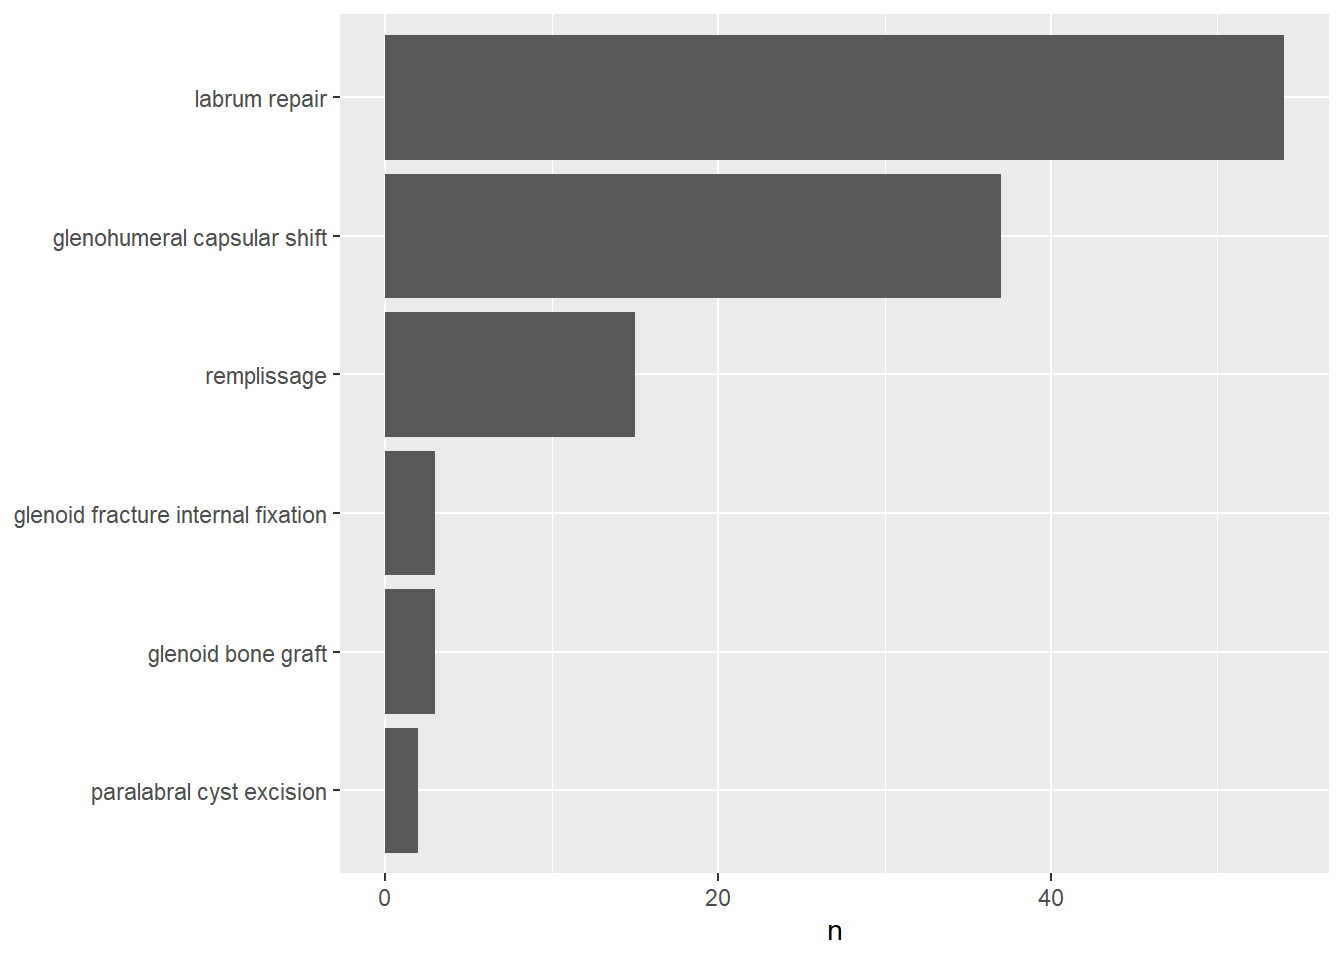 labrum repair
glenohumeral capsular shift
remplissage
glenoid fracture internal fixation
glenoid bone graft
paralabral cyst excision
0 20 40
n